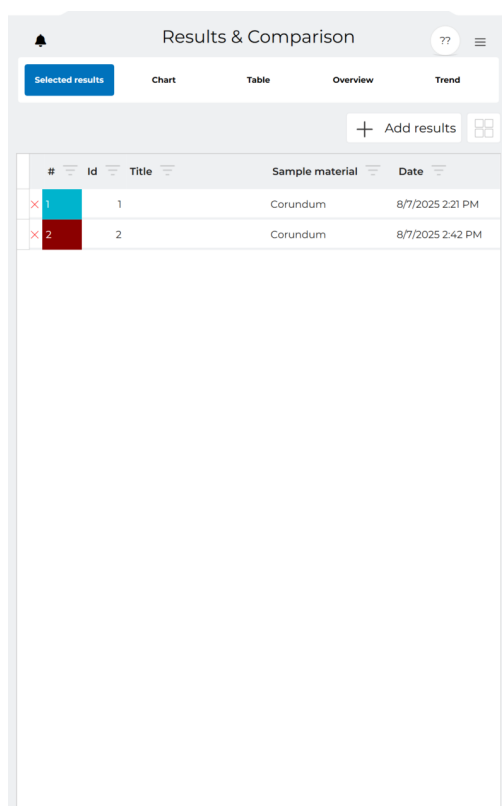 Results & Comparison ??
Selected results Chart Table Overview Trend
Add results
# Id Title Sample material Date
1 1 Corundum 8/7/2025 2:21 PM
2 2 Corundum 8/7/2025 2:42 PM